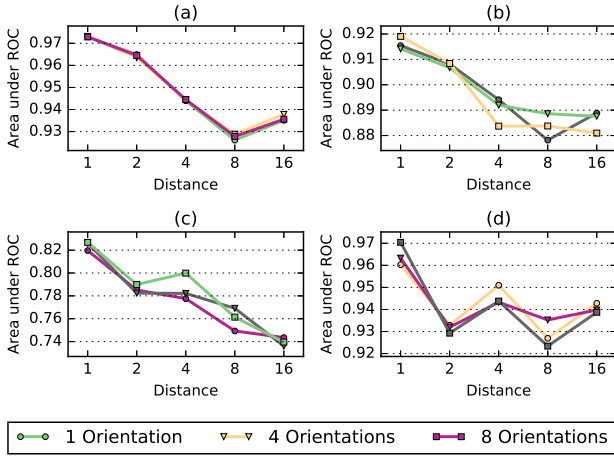 (a)
Area under ROC
0.97
0.96
0.95
0.94
0.93
1 2 4 8 16
Distance
(b)
Area under ROC
0.92
0.91
0.90
0.89
0.88
1 2 4 8 16
Distance
(c)
Area under ROC
0.82
0.80
0.78
0.76
0.74
1 2 4 8 16
Distance
(d)
Area under ROC
0.97
0.96
0.95
0.94
0.93
0.92
1 2 4 8 16
Distance
1 Orientation 4 Orientations 8 Orientations